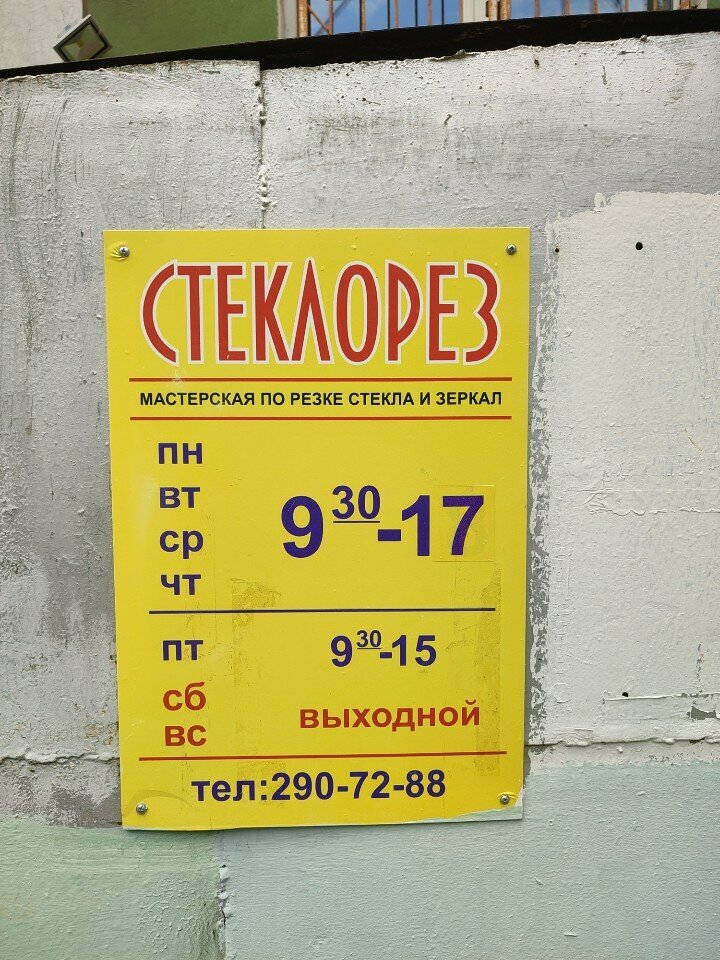 СТЕКЛОРЕЗ
МАСТЕРСКАЯ ПО РЕЗКЕ СТЕКЛА И ЗЕРКАЛ
пн
вт
ср
чт
9 30 -17
пт 9 30 -15
сб
вс
выходной
тел:290-72-88